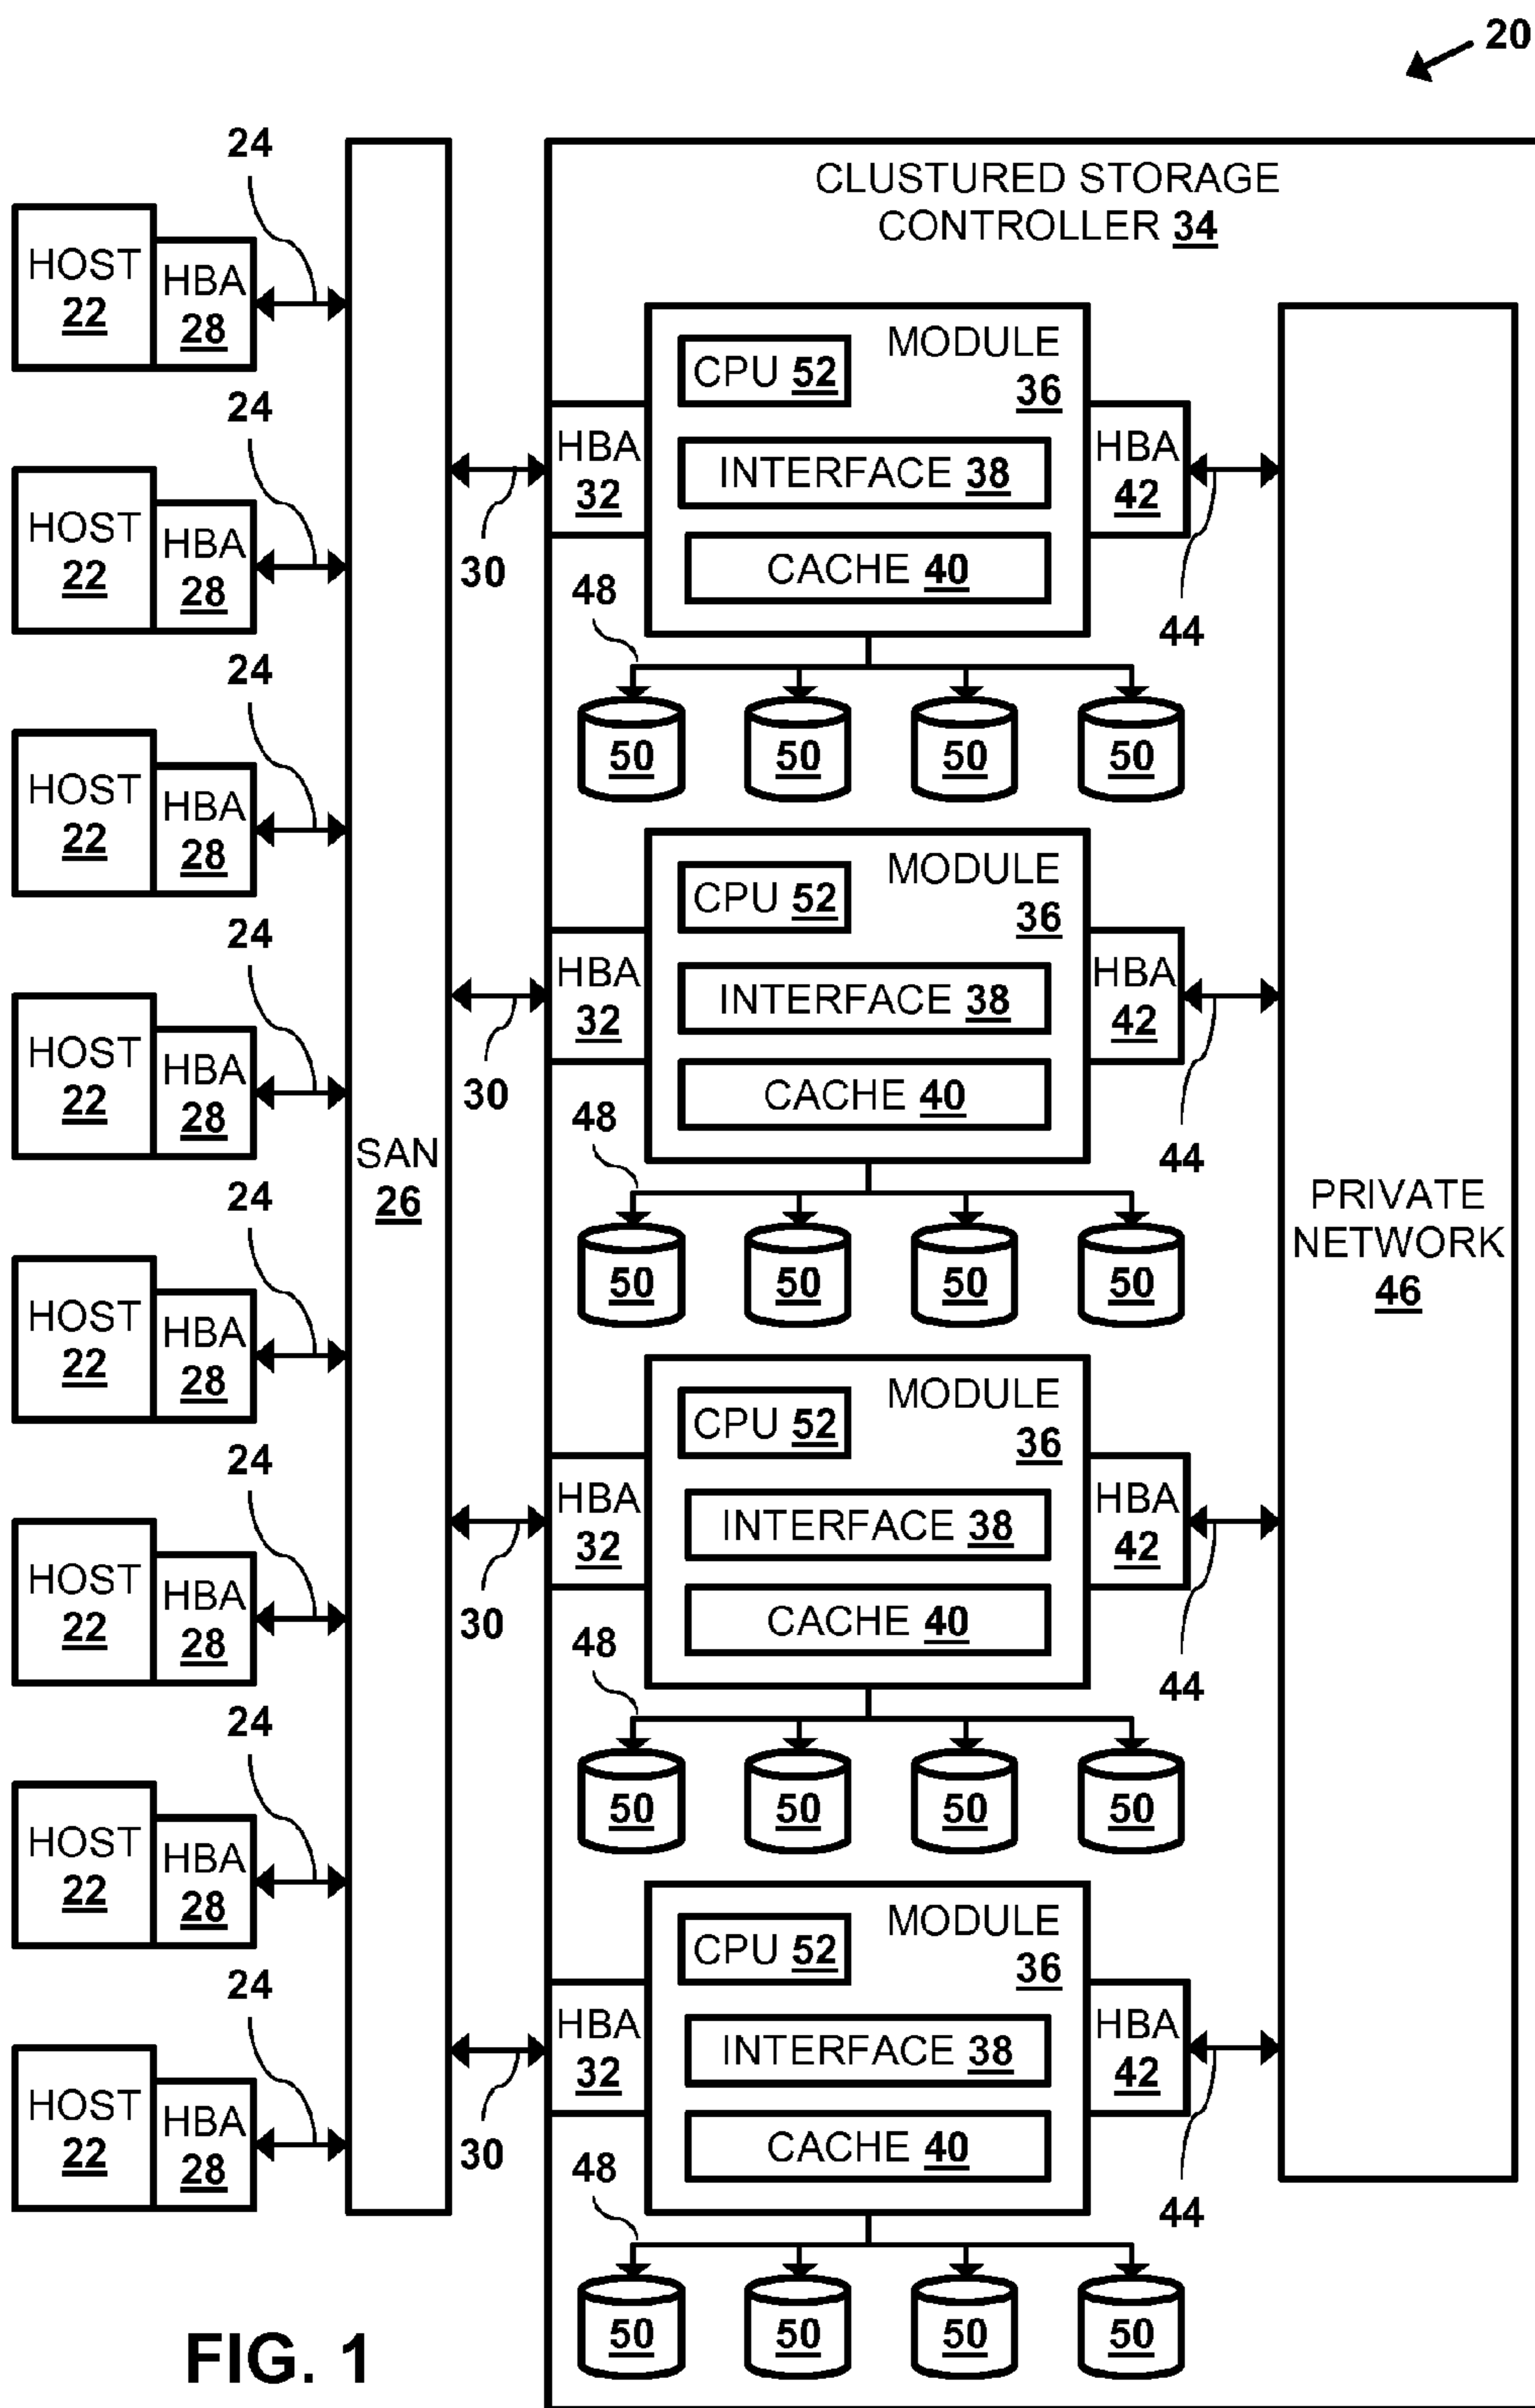 20
CLUSTURED STORAGE
CONTROLLER 34
24
HOST
22
HBA
28
24
HOST
22
HBA
28
24
HOST
22
HBA
28
24
HOST
22
HBA
28
24
HOST
22
HBA
28
24
HOST
22
HBA
28
24
HOST
22
HBA
28
24
HOST
22
HBA
28
SAN
26
30
HBA
32
CPU 52
MODULE
36
INTERFACE 38
CACHE 40
HBA
42
44
48
50
50
50
50
30
HBA
32
CPU 52
MODULE
36
INTERFACE 38
CACHE 40
HBA
42
44
48
50
50
50
50
30
HBA
32
CPU 52
MODULE
36
INTERFACE 38
CACHE 40
HBA
42
44
48
50
50
50
50
30
HBA
32
CPU 52
MODULE
36
INTERFACE 38
CACHE 40
HBA
42
44
48
50
50
50
50
PRIVATE
NETWORK
46
FIG. 1